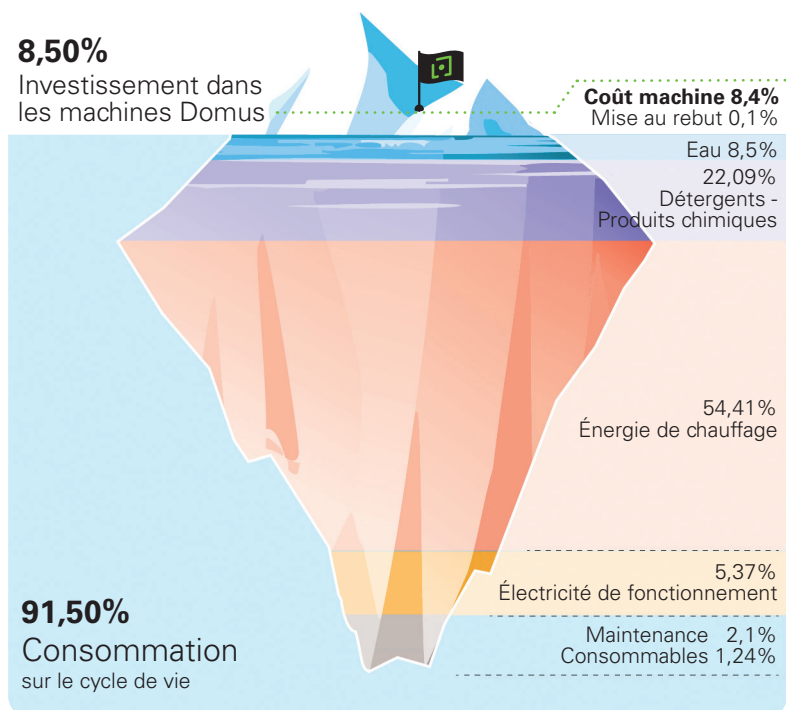 8,50%
Investissement dans
les machines Domus
Coût machine 8,4%
Mise au rebut 0,1%
Eau 8,5%
22,09%
Détergents -
Produits chimiques
54,41%
Énergie de chauffage
5,37%
Électricité de fonctionnement
91,50%
Consommation
sur le cycle de vie
Maintenance 2,1%
Consommables 1,24%